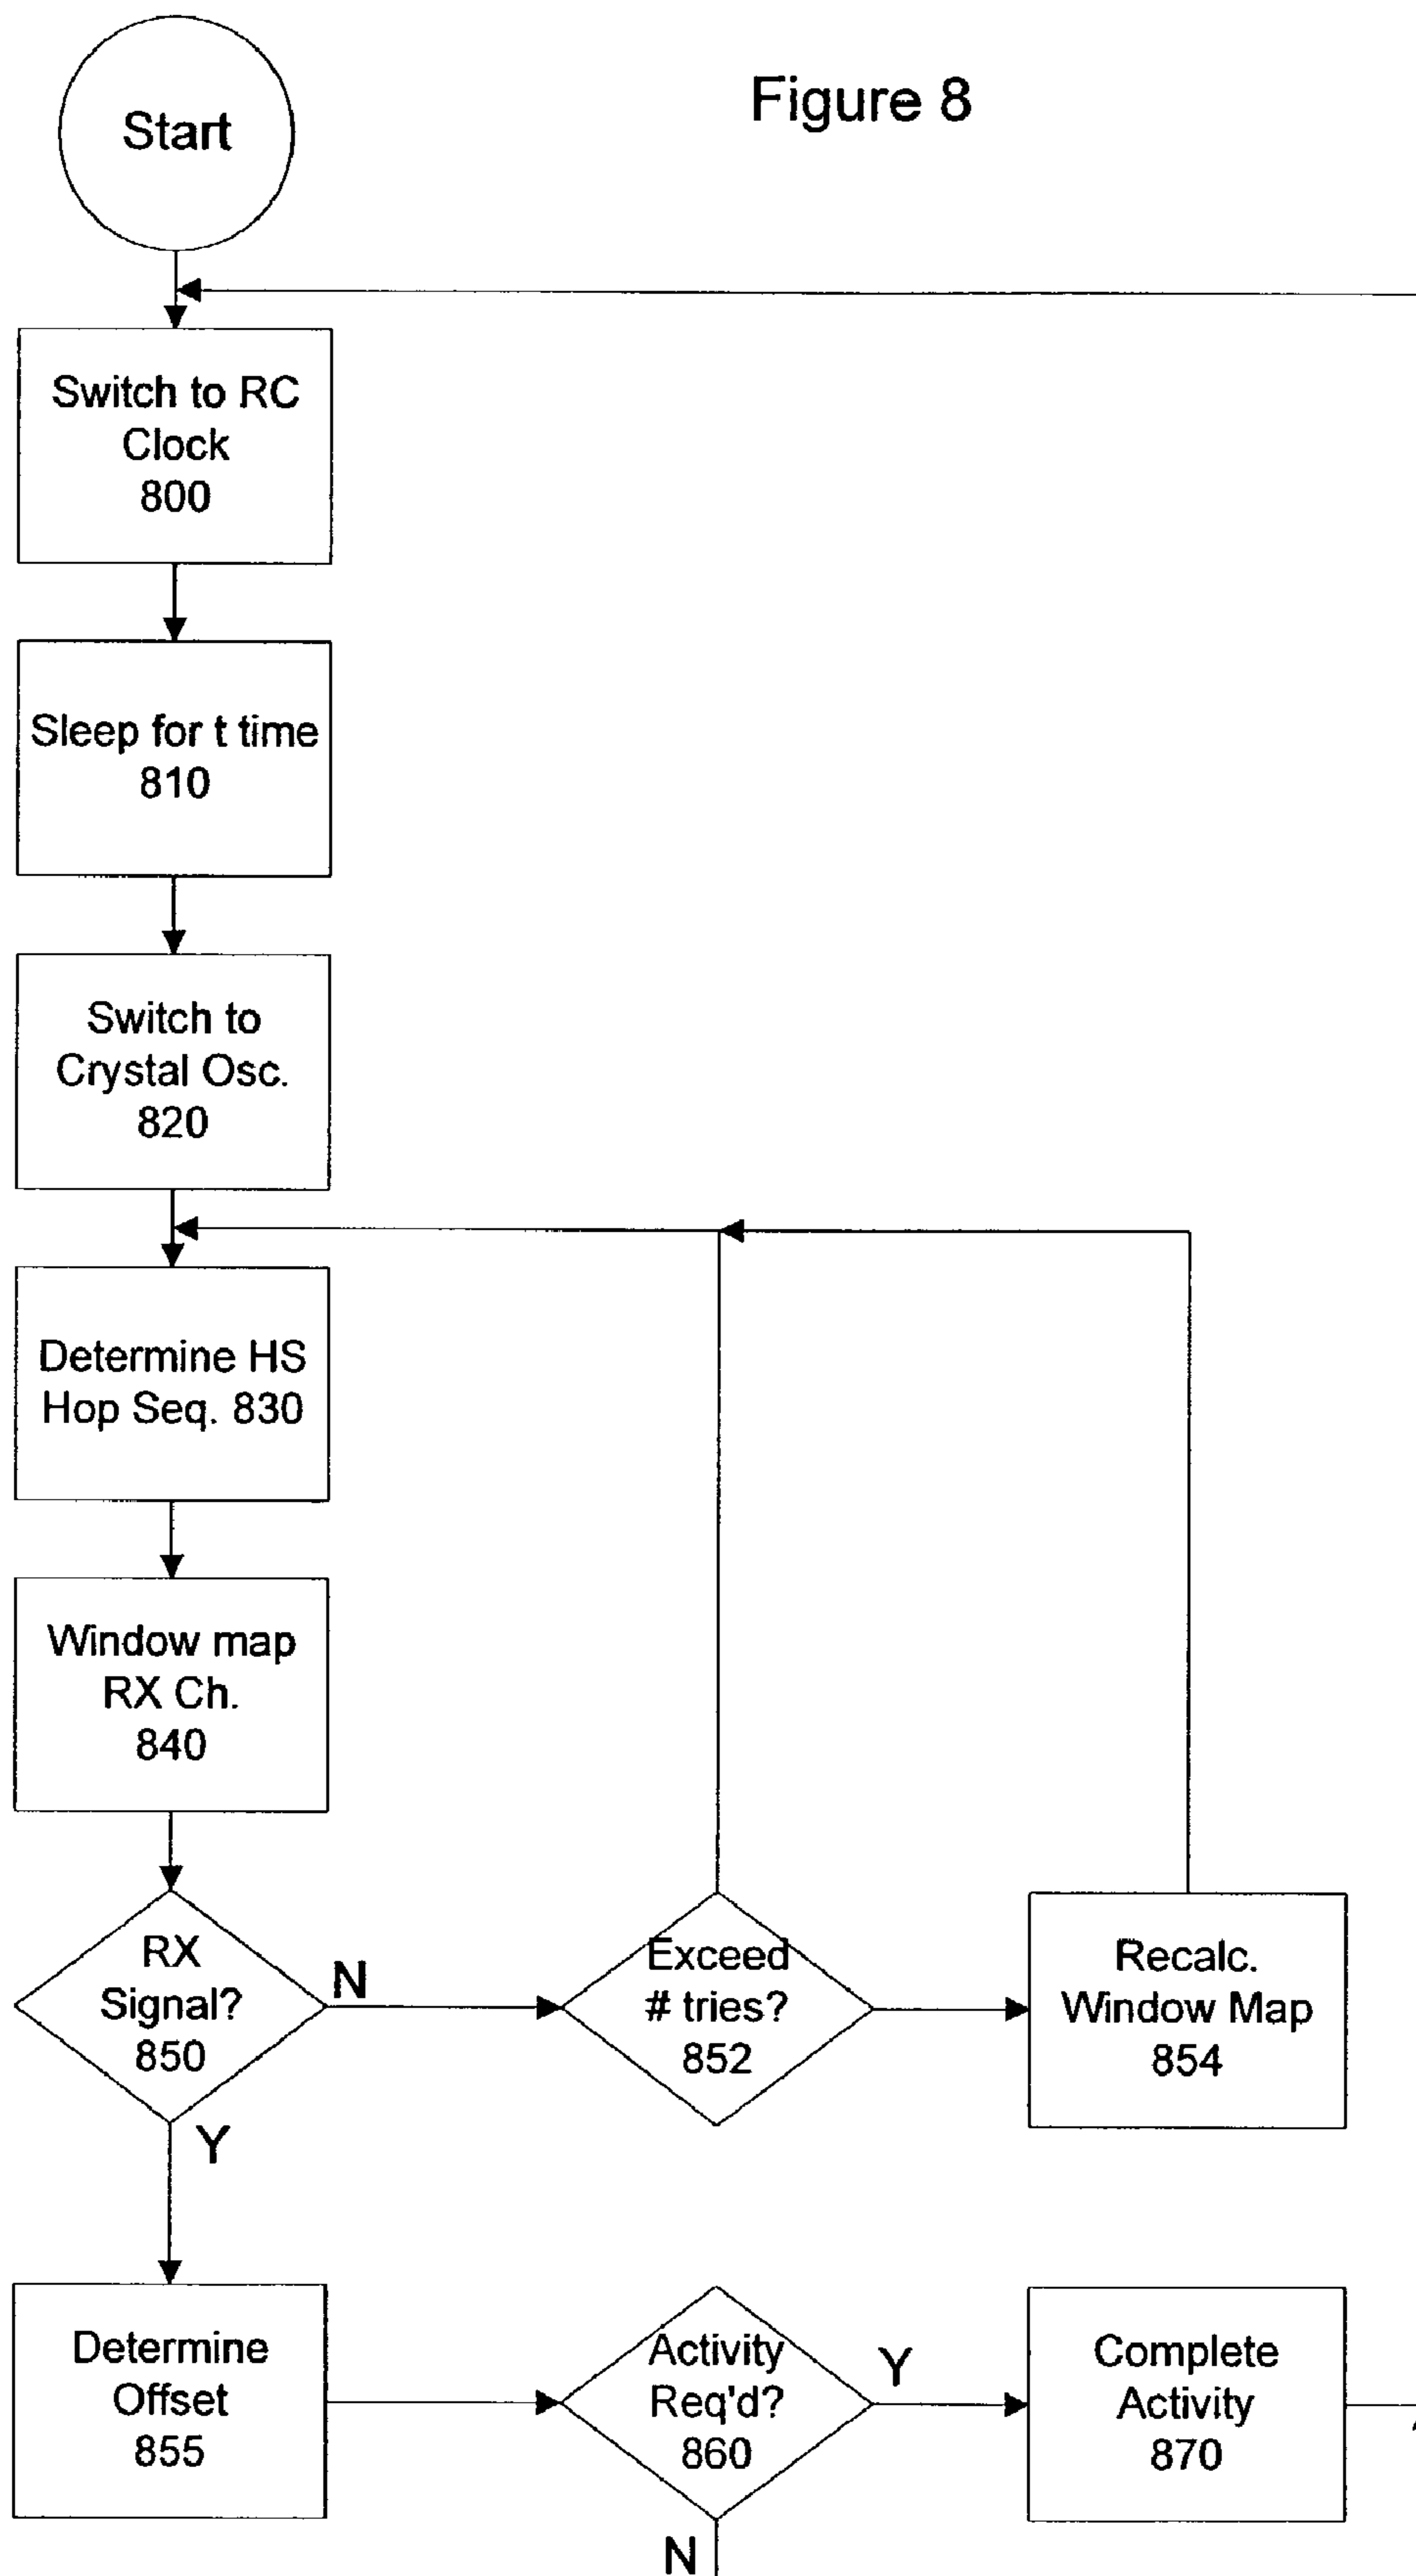 Figure 8
Start
Switch to RC
Clock
800
Sleep for t time
810
Switch to
Crystal Osc.
820
Determine HS
Hop Seq. 830
Window map
RX Ch.
840
RX
Signal?
850
N
Y
Exceed
# tries?
852
Recalc.
Window Map
854
Determine
Offset
855
Activity
Req'd?
860
Y
N
Complete
Activity
870